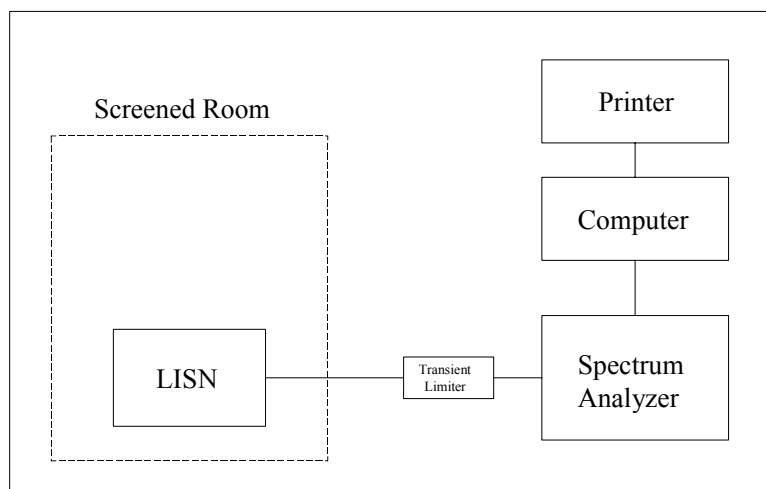 Screened Room
Printer
Computer
LISN
Transient
Limiter
Spectrum
Analyzer